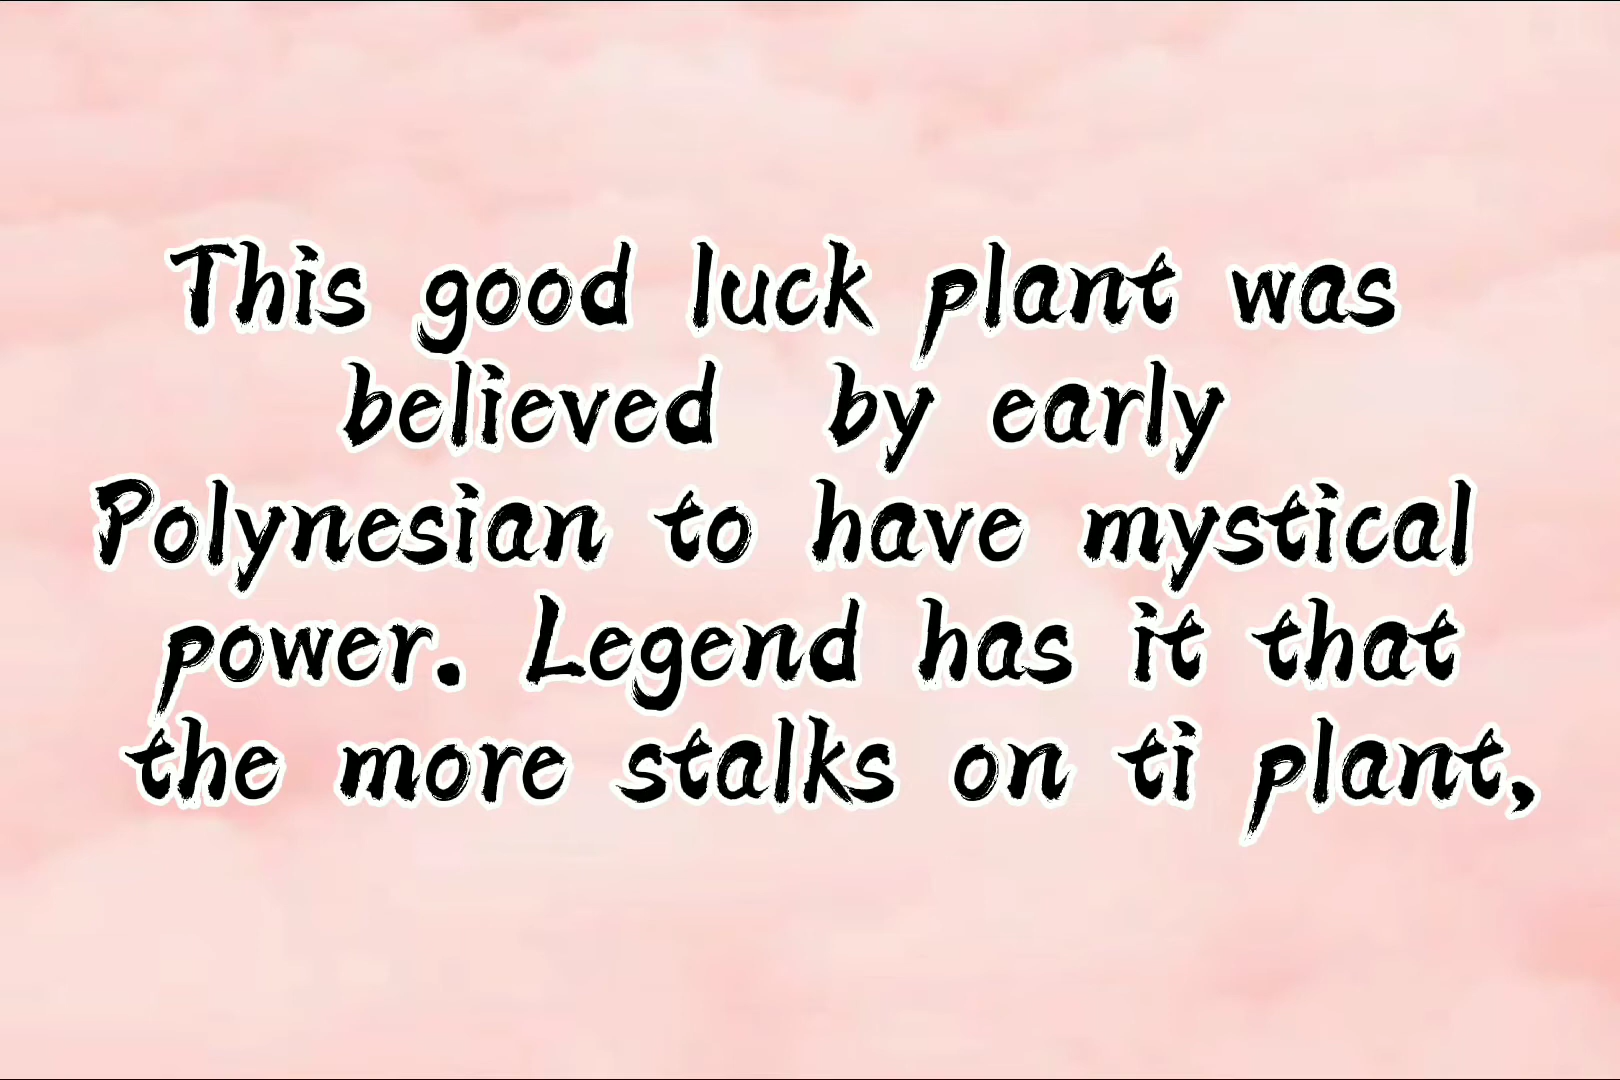 This good luck plant was
believed by early
Polynesian to have mystical
power. Legend has it that
the more stalks on ti plant,